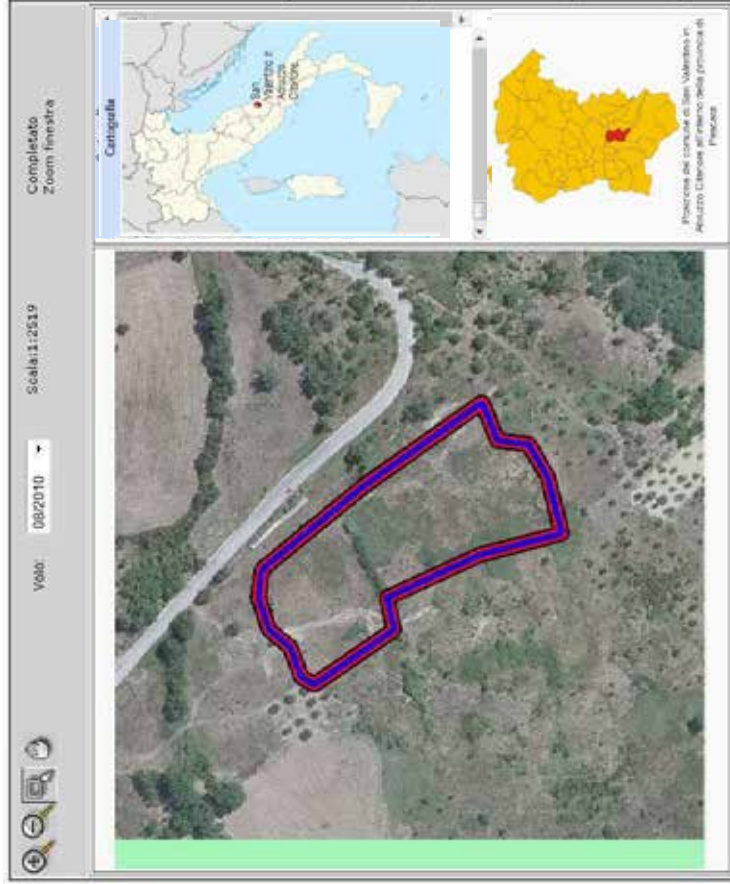 Volo: 08/2010 Scala:1:2519 Completato
Zoom finestra
Cartografia
San
Valentino in
Abruzzo
Citeriore
Posizione del comune di San Valentino in
Abruzzo Citeriore all'interno della provincia di
Pescara